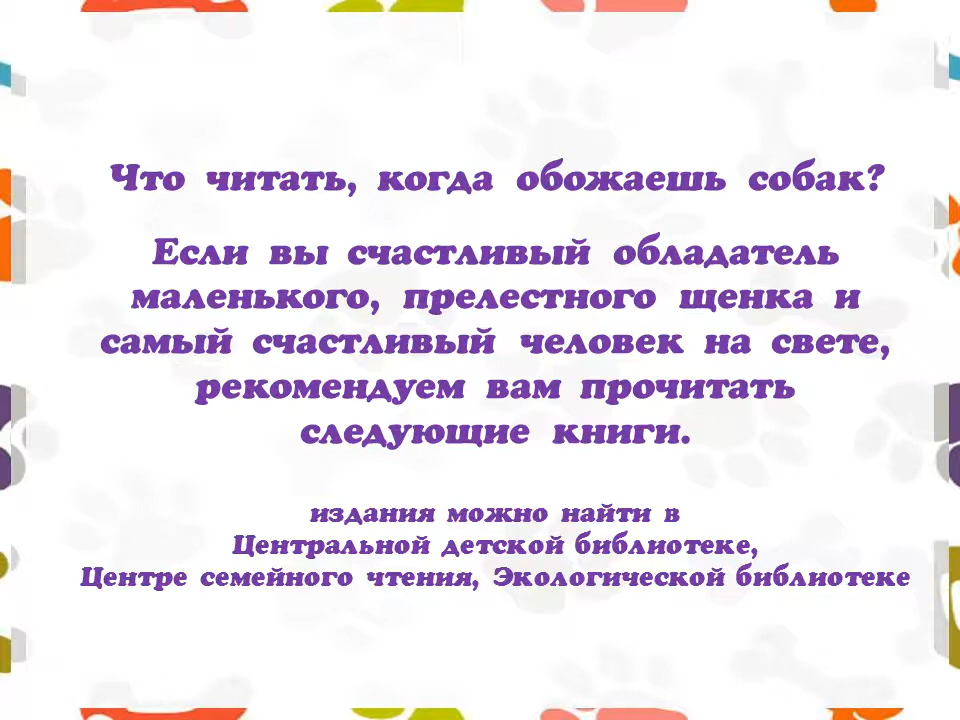 Что читать, когда обожаешь собак?
Если вы счастливый обладатель
маленького, прелестного щенка и
самый счастливый человек на свете,
рекомендуем вам прочитать
следующие книги.
издания можно найти в
Центральной детской библиотеке,
Центре семейного чтения, Экологической библиотеке